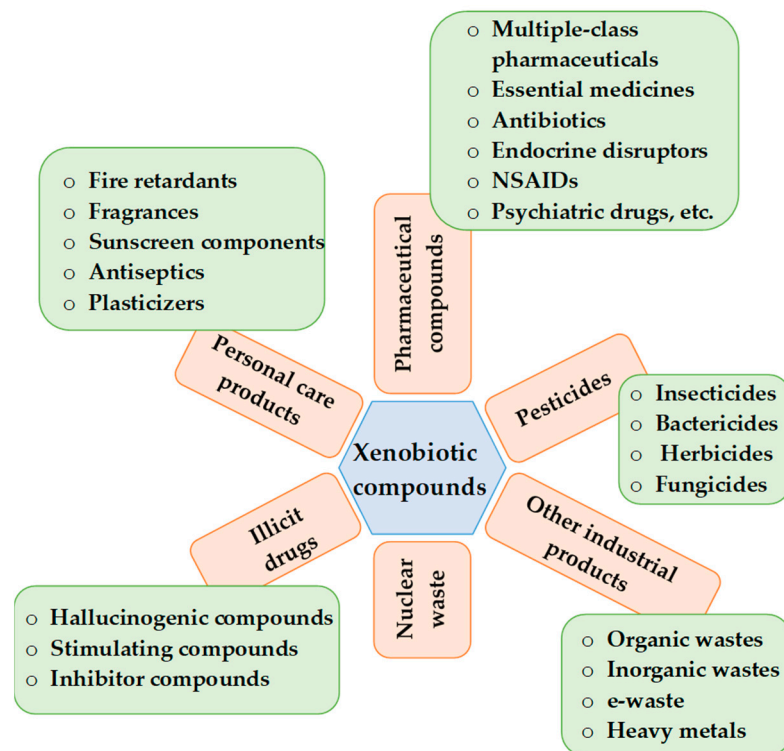 ○ Multiple-class
pharmaceuticals
○ Essential medicines
○ Antibiotics
○ Endocrine disruptors
○ NSAIDs
○ Psychiatric drugs, etc.
○ Fire retardants
○ Fragrances
○ Sunscreen components
○ Antiseptics
○ Plasticizers
Pharmaceutical
compounds
Personal care
products
Pesticides
○ Insecticides
○ Bactericides
○ Herbicides
○ Fungicides
Xenobiotic
compounds
Illicit
drugs
Nuclear
waste
Other industrial
products
○ Hallucinogenic compounds
○ Stimulating compounds
○ Inhibitor compounds
○ Organic wastes
○ Inorganic wastes
○ e-waste
○ Heavy metals